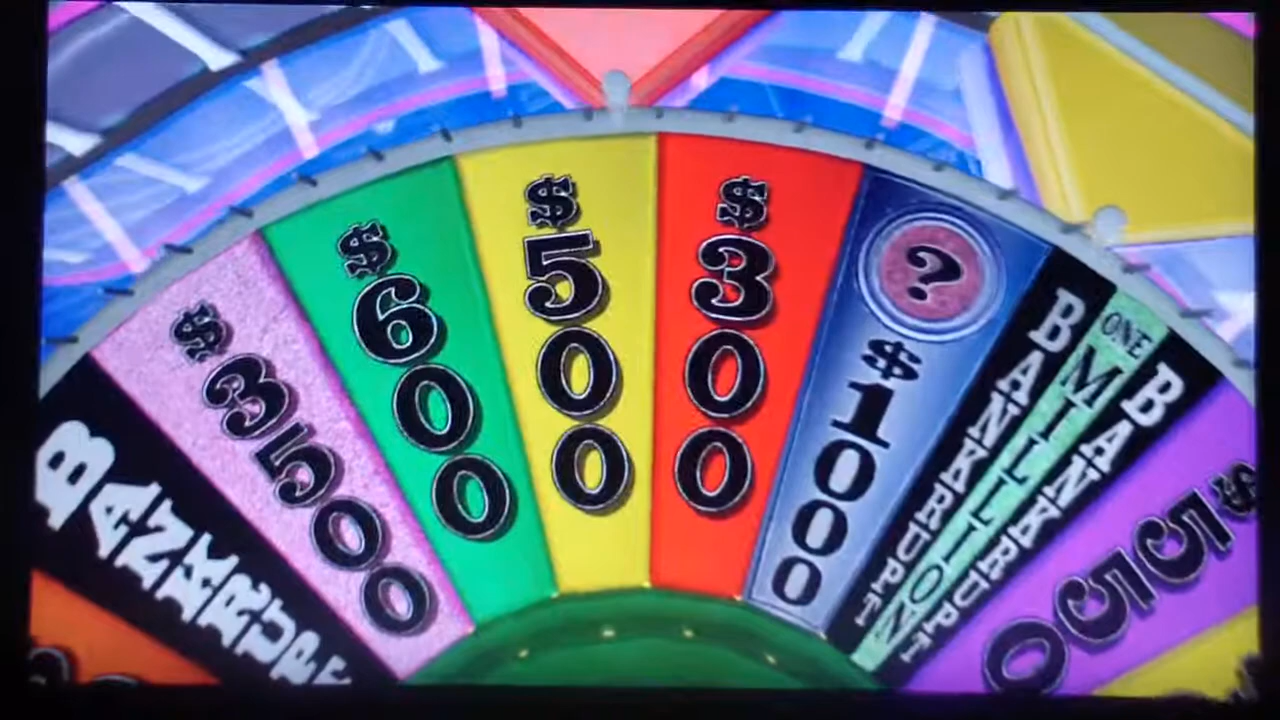 BANKRUPT
$3500
$600
$500
$300
? $1000
BANKRUPT
ONE MILLION
BANKRUPT
$550